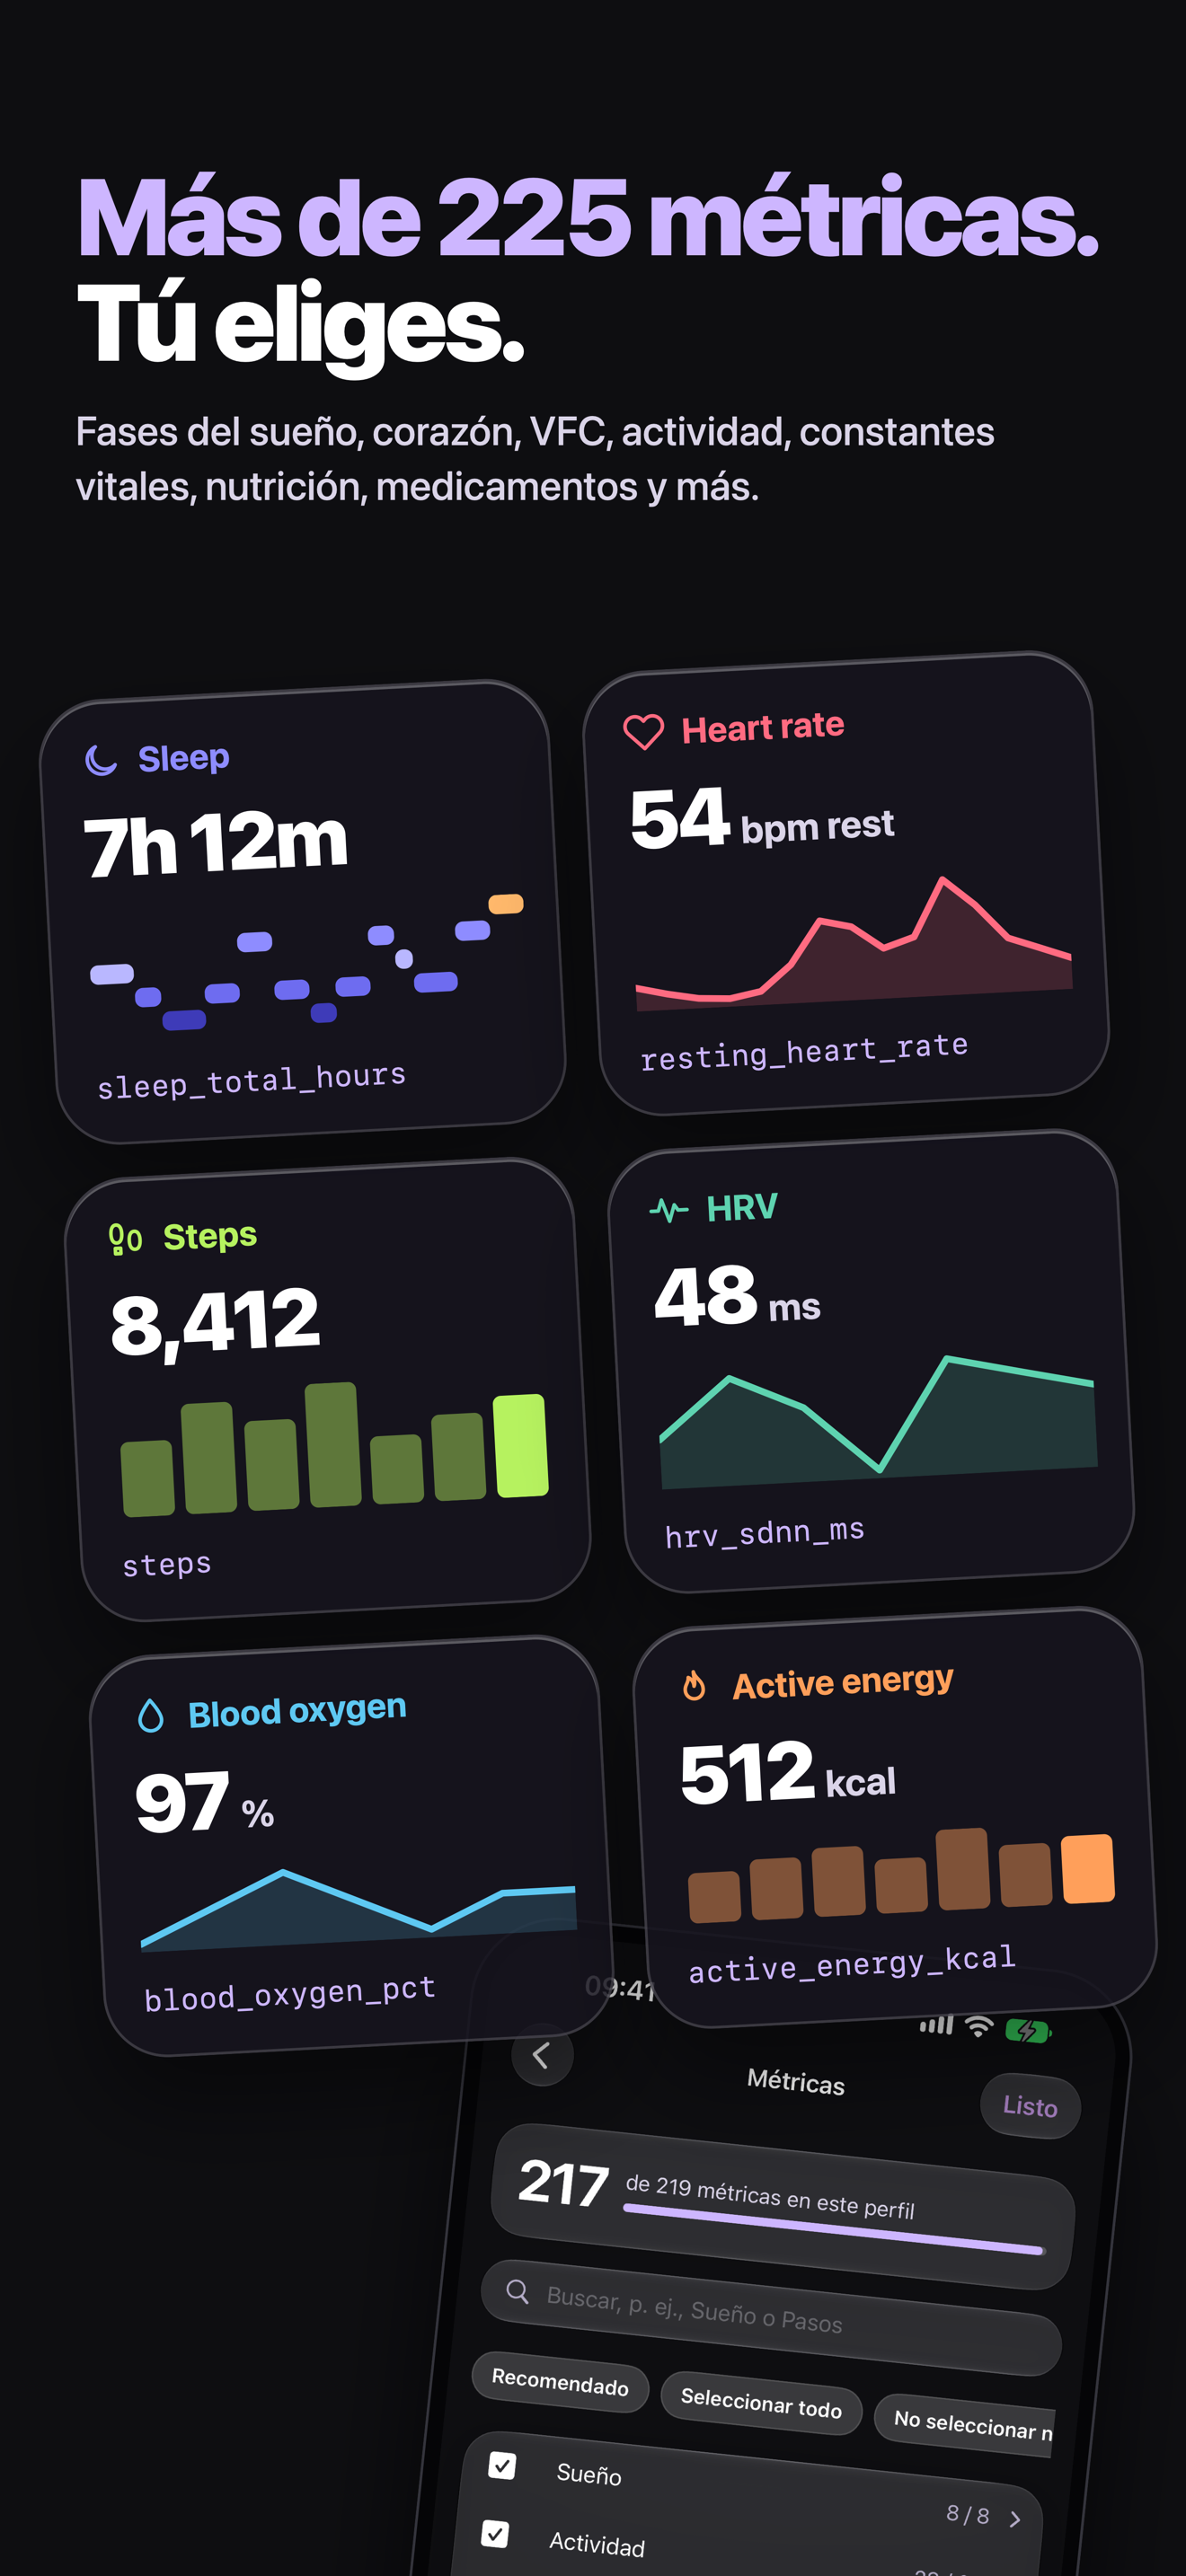 Más de 225 métricas.
Tú eliges.
Fases del sueño, corazón, VFC, actividad, constantes
vitales, nutrición, medicamentos y más.
Sleep
7h 12m
sleep_total_hours
Heart rate
54 bpm rest
resting_heart_rate
Steps
8,412
steps
HRV
48 ms
hrv_sdnn_ms
Blood oxygen
97 %
blood_oxygen_pct
Active energy
512 kcal
active_energy_kcal
09:41
Métricas
Listo
217 de 219 métricas en este perfil
Buscar, p. ej., Sueño o Pasos
Recomendado
Seleccionar todo
No seleccionar n
Sueño
8 / 8
Actividad